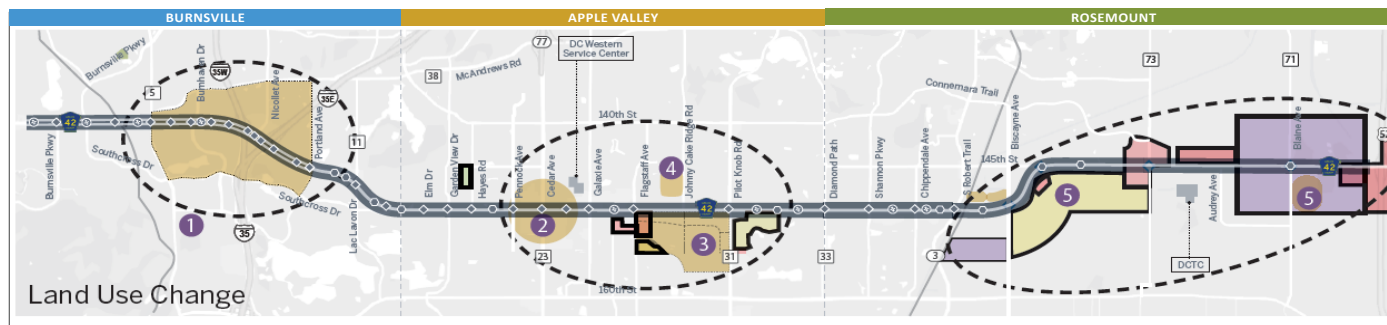 BURNSVILLE
APPLE VALLEY
ROSEMOUNT
Burnsville Pkwy
5
Burnhaven Dr
35W
Nicollet Ave
35E
Portland Ave
11
42
Burnsville Pkwy
Southcross Dr
Southcross Dr
1
35
Lac Lavon Dr
Land Use Change
77
DC Western
Service Center
38
McAndrews Rd
140th St
Elm Dr
Garden View Dr
Hayes Rd
Pennock Ave
Cedar Ave
Galaxie Ave
Flagstaff Ave
4
Johnny Cake Ridge Rd
Pilot Knob Rd
42
2
3
23
31
160th St
33
Diamond Path
Shannon Pkwy
Chippendale Ave
S Robert Trail
Connemara Trail
Biscayne Ave
145th St
73
71
Blaine Ave
42
5
5
Audrey Ave
DCTC
3